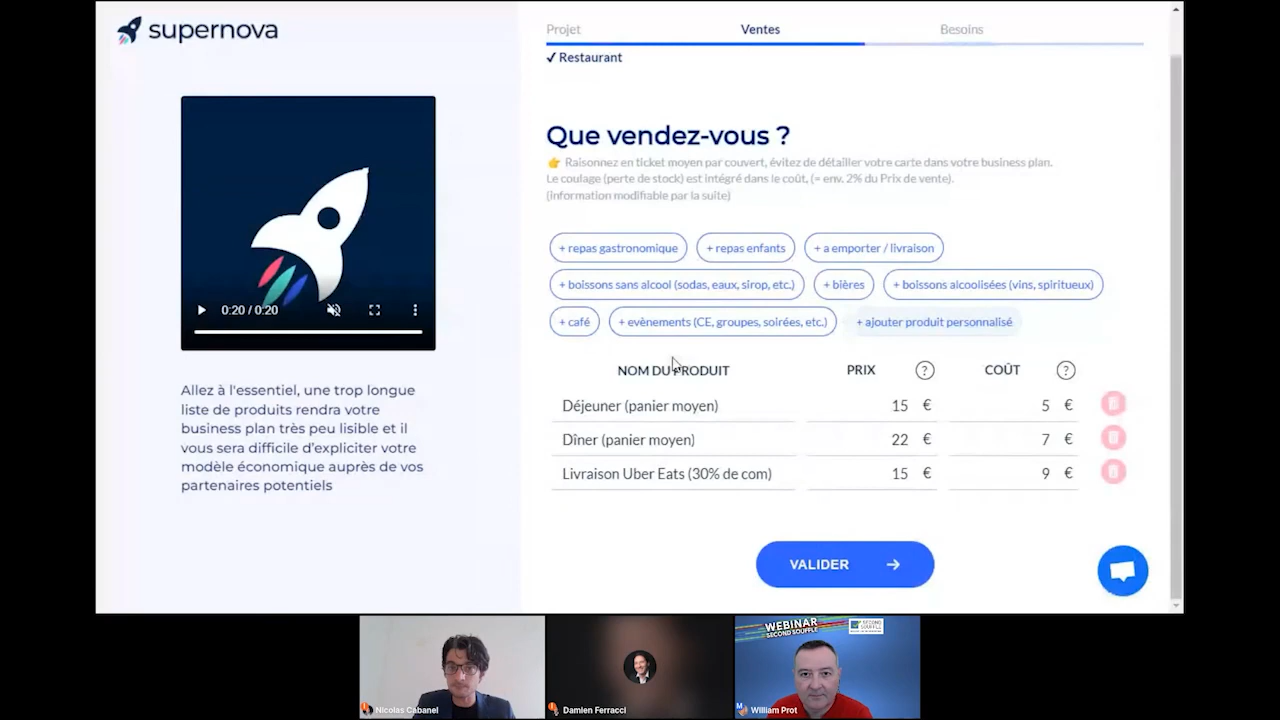 supernova
Projet
Ventes
Besoins
✓ Restaurant
Que vendez-vous ?
👉 Raisonnez en ticket moyen par couvert, évitez de détailler votre carte dans votre business plan.
Le coulage (perte de stock) est intégré dans le coût, (= env. 2% du Prix de vente).
(information modifiable par la suite)
+ repas gastronomique
+ repas enfants
+ a emporter / livraison
+ boissons sans alcool (sodas, eaux, sirop, etc.)
+ bières
+ boissons alcoolisées (vins, spiritueux)
+ café
+ evènements (CE, groupes, soirées, etc.)
+ ajouter produit personnalisé
0:20 / 0:20
NOM DU PRODUIT PRIX ? COÛT ?
Déjeuner (panier moyen) 15 € 5 €
Dîner (panier moyen) 22 € 7 €
Livraison Uber Eats (30% de com) 15 € 9 €
Allez à l'essentiel, une trop longue
liste de produits rendra votre
business plan très peu lisible et il
vous sera difficile d'expliciter votre
modèle économique auprès de vos
partenaires potentiels
VALIDER →
WEBINAR
SECOND SOUFFLE
SECOND
SOUFFLE
Nicolas Cabanel
Damien Ferracci
William Prot